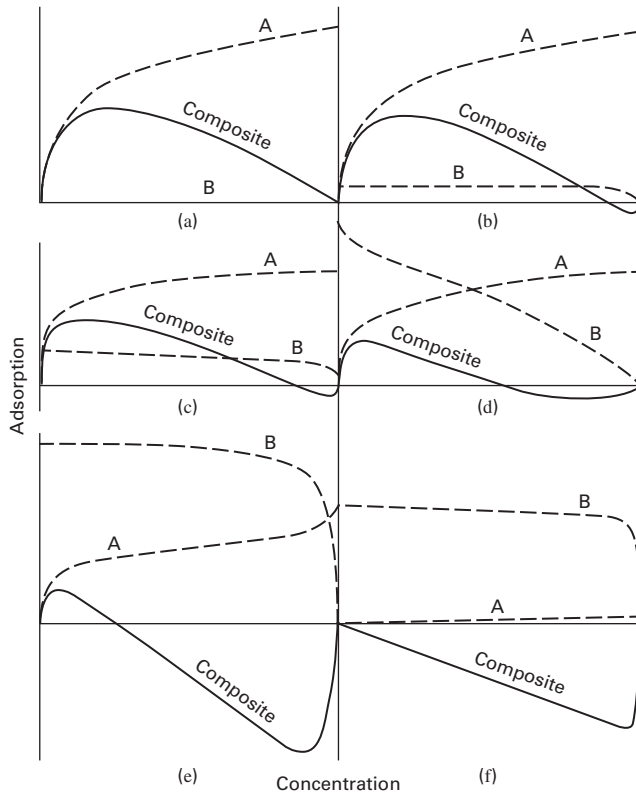 A
Composite
B
(a)
A
Composite
B
(b)
A
Composite
B
(c)
A
Composite
B
(d)
Adsorption
B
A
Composite
(e)
B
A
Composite
(f)
Concentration